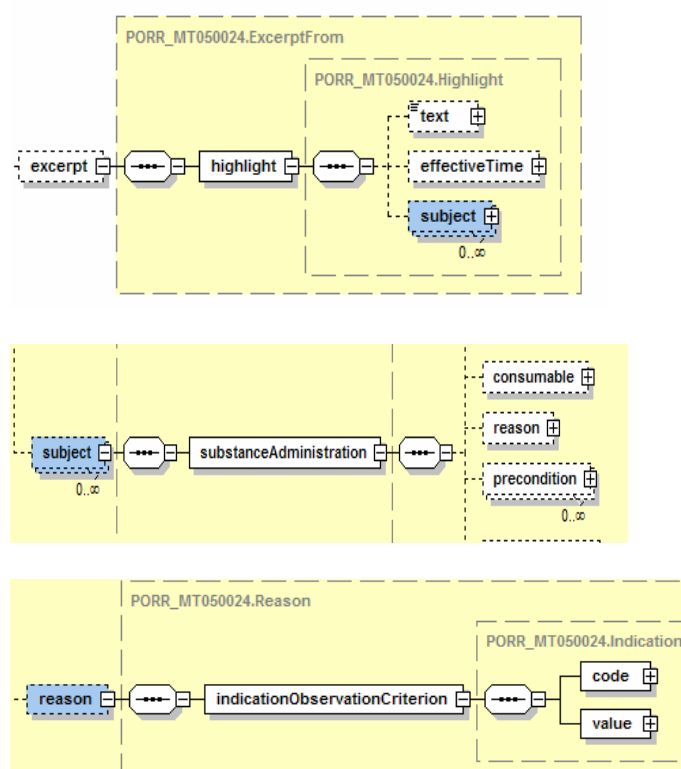 PORR_MT050024.ExcerptFrom
PORR_MT050024.Highlight
text
excerpt
highlight
effectiveTime
subject
0..∞
consumable
reason
subject
substanceAdministration
precondition
0..∞
0..∞
PORR_MT050024.Reason
PORR_MT050024.Indication
code
reason
indicationObservationCriterion
value